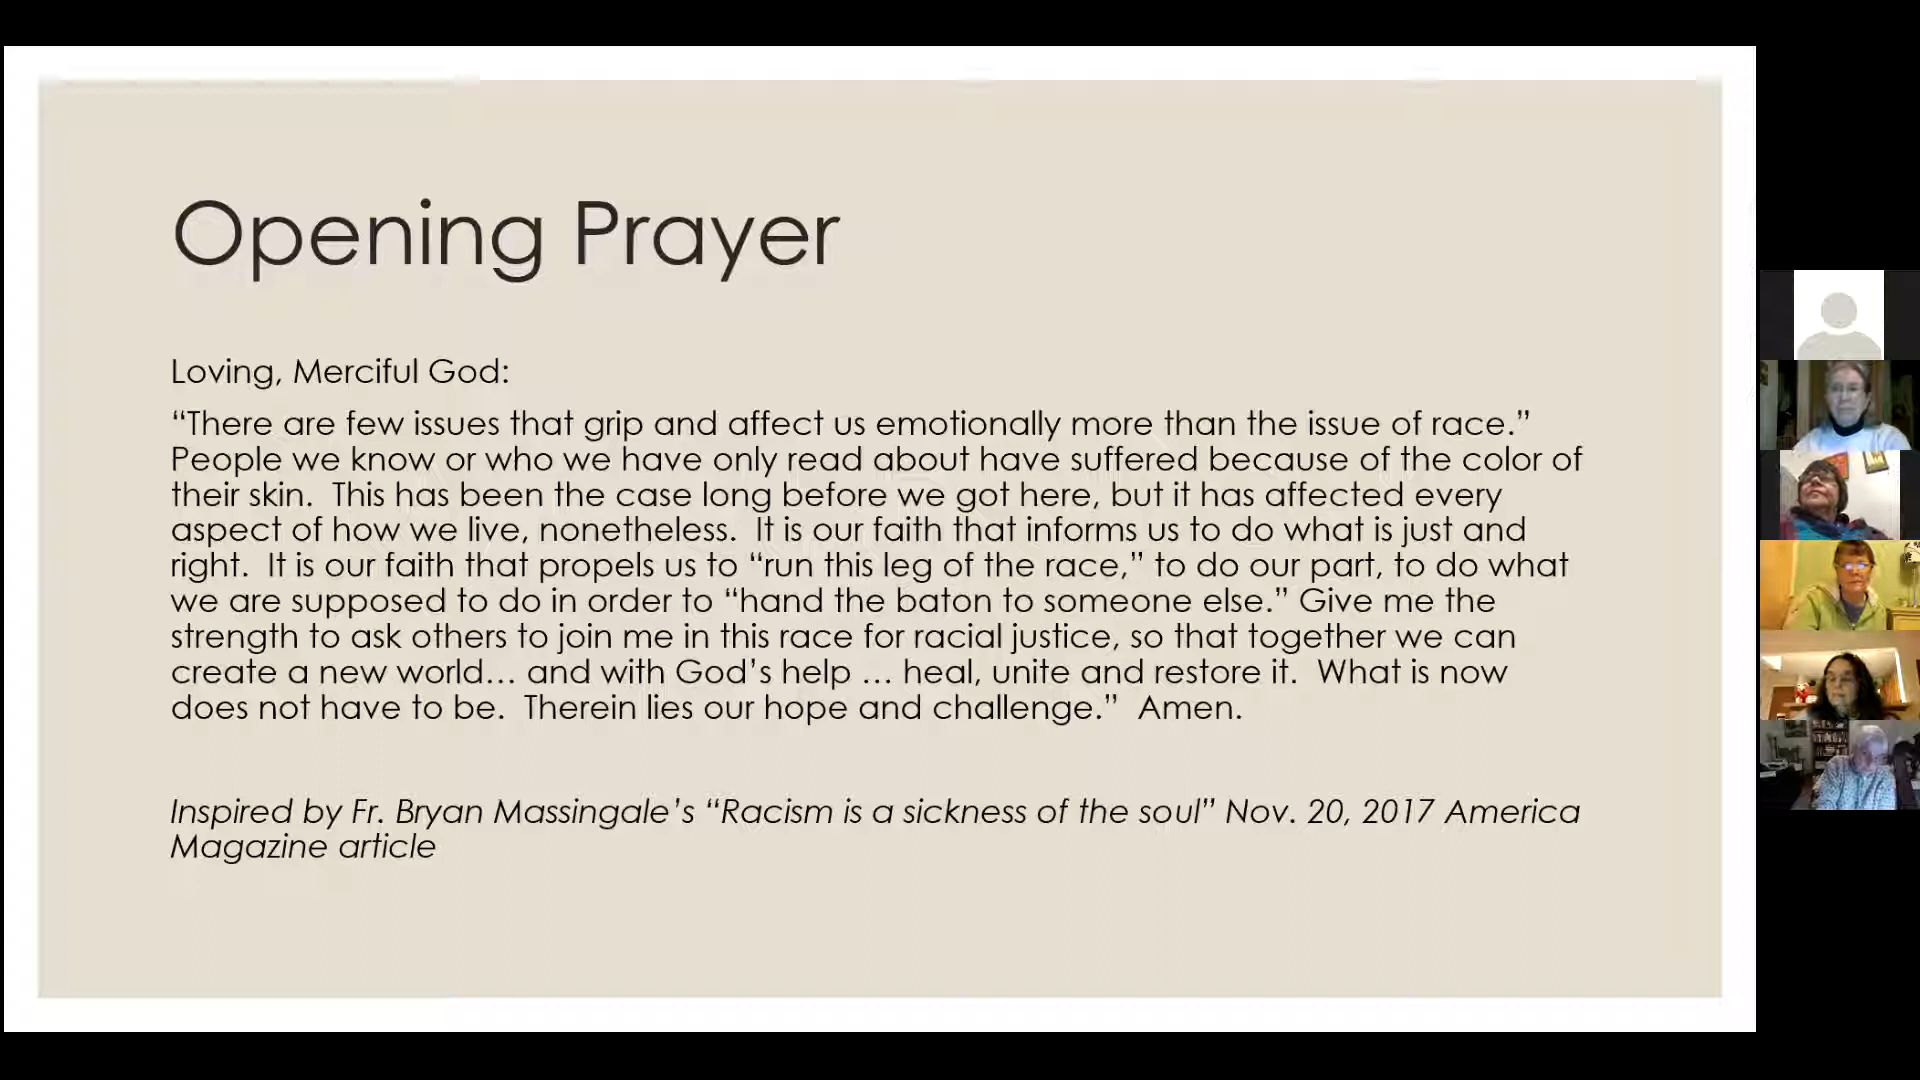 Opening Prayer
Loving, Merciful God:
“There are few issues that grip and affect us emotionally more than the issue of race.”
People we know or who we have only read about have suffered because of the color of
their skin.  This has been the case long before we got here, but it has affected every
aspect of how we live, nonetheless.  It is our faith that informs us to do what is just and
right.  It is our faith that propels us to “run this leg of the race,” to do our part, to do what
we are supposed to do in order to “hand the baton to someone else.” Give me the
strength to ask others to join me in this race for racial justice, so that together we can
create a new world… and with God’s help … heal, unite and restore it.  What is now
does not have to be.  Therein lies our hope and challenge.”  Amen.
Inspired by Fr. Bryan Massingale’s “Racism is a sickness of the soul” Nov. 20, 2017 America
Magazine article